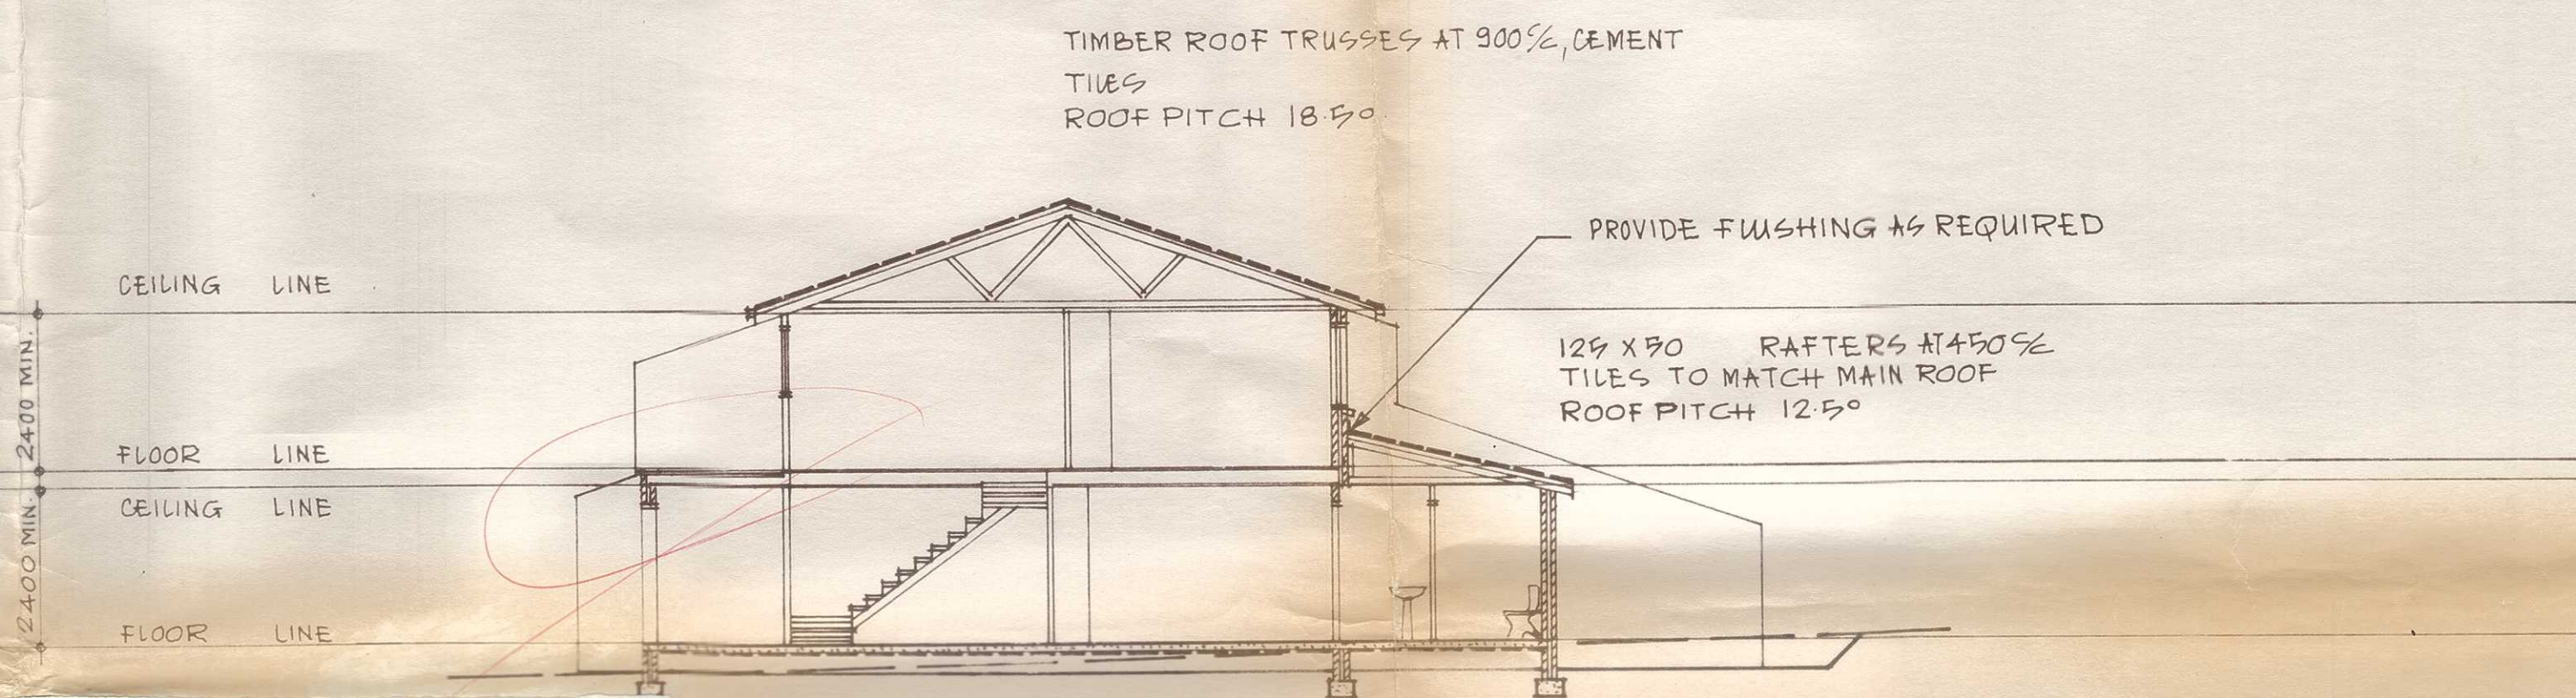 TIMBER ROOF TRUSSES AT 900 C/C, CEMENT
TILES
ROOF PITCH 18.5°
PROVIDE FLUSHING AS REQUIRED
CEILING LINE
125 X 50 RAFTERS AT 450 C/C
TILES TO MATCH MAIN ROOF
ROOF PITCH 12.5°
2400 MIN.
FLOOR LINE
CEILING LINE
2400 MIN.
FLOOR LINE